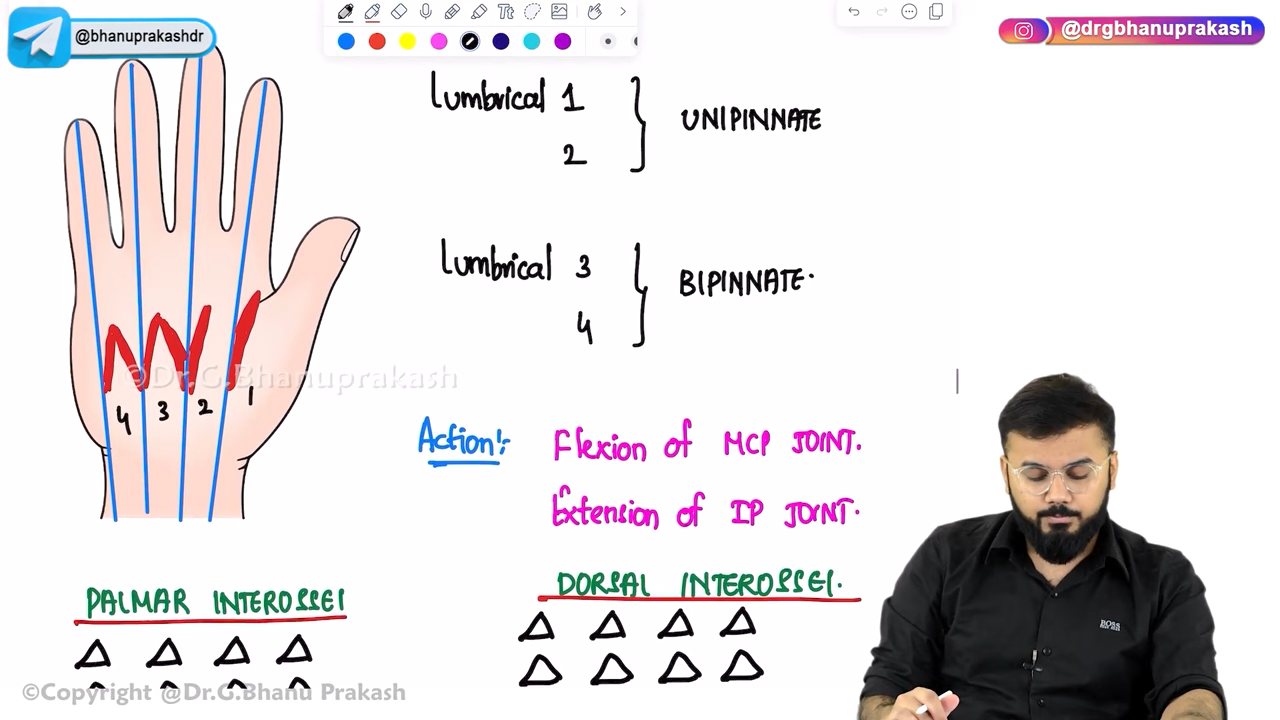 @bhanuprakashdr
@drgbhanuprakash
Tt
Lumbrical 1
2
UNIPINNATE
Lumbrical 3
4
BIPINNATE.
4 3 2 1
©Dr.G.Bhanuprakash
Action:
Flexion of MCP JOINT.
Extension of IP JOINT.
PALMAR INTEROSSEI
DORSAL INTEROSSEI.
BOSS
©Copyright @Dr.G.Bhanu Prakash